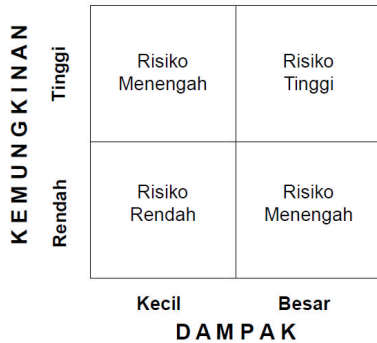 KEMUNGKINAN
Tinggi
Risiko
Menengah
Risiko
Tinggi
Rendah
Risiko
Rendah
Risiko
Menengah
Kecil
Besar
DAMPAK